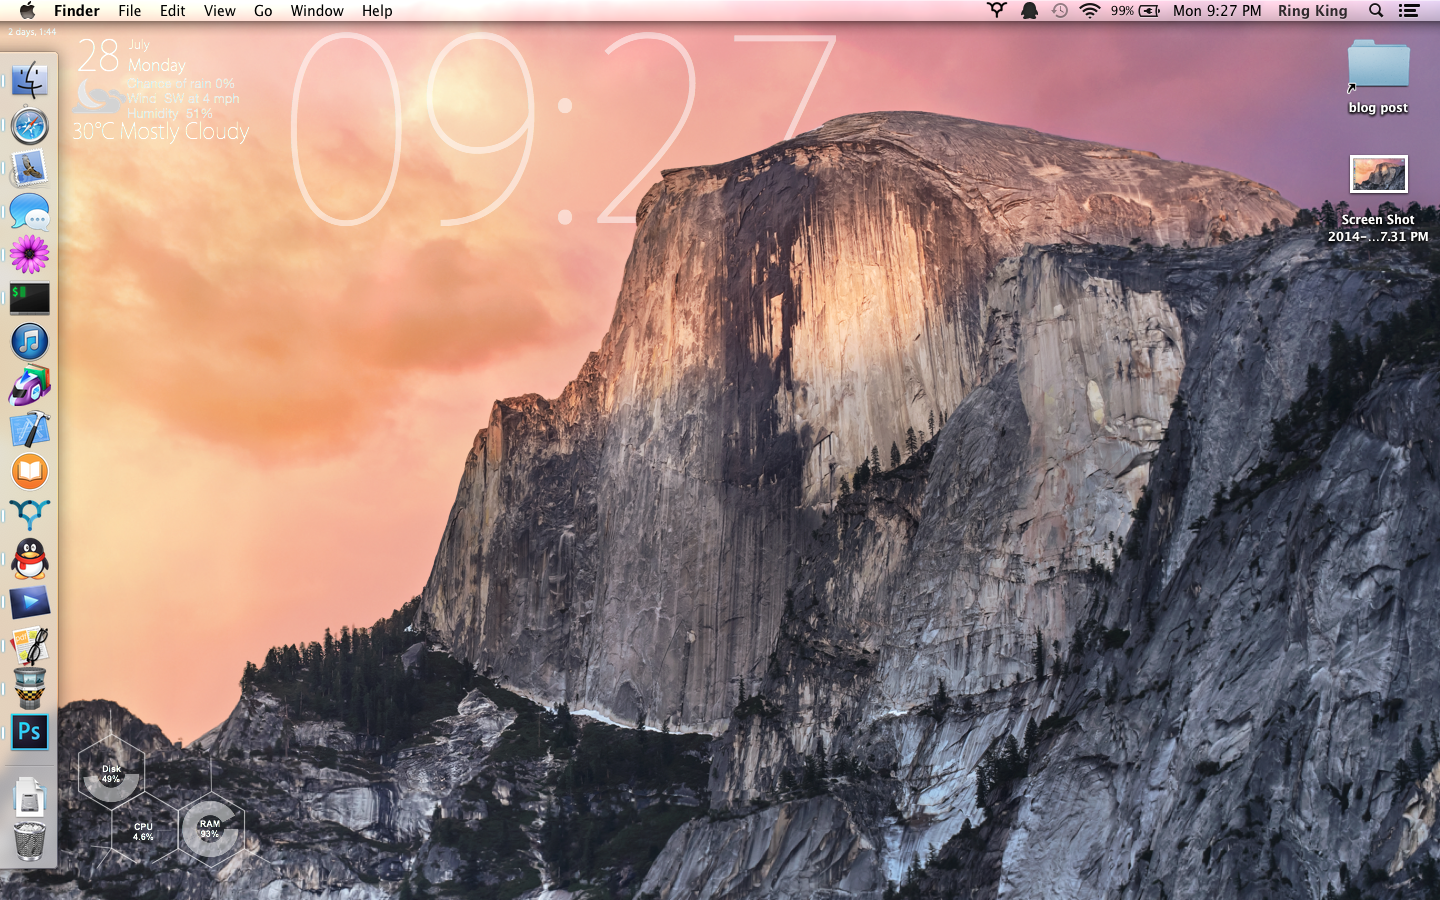 Finder File Edit View Go Window Help 99% Mon 9:27 PM Ring King
2 days, 1:44
28 July
Monday
Chance of rain 0%
Wind SW at 4 mph
Humidity 51%
30°C Mostly Cloudy
09:27
blog post
Screen Shot
2014-...7.31 PM
$
Ps
Disk
49%
CPU
4.6%
RAM
93%